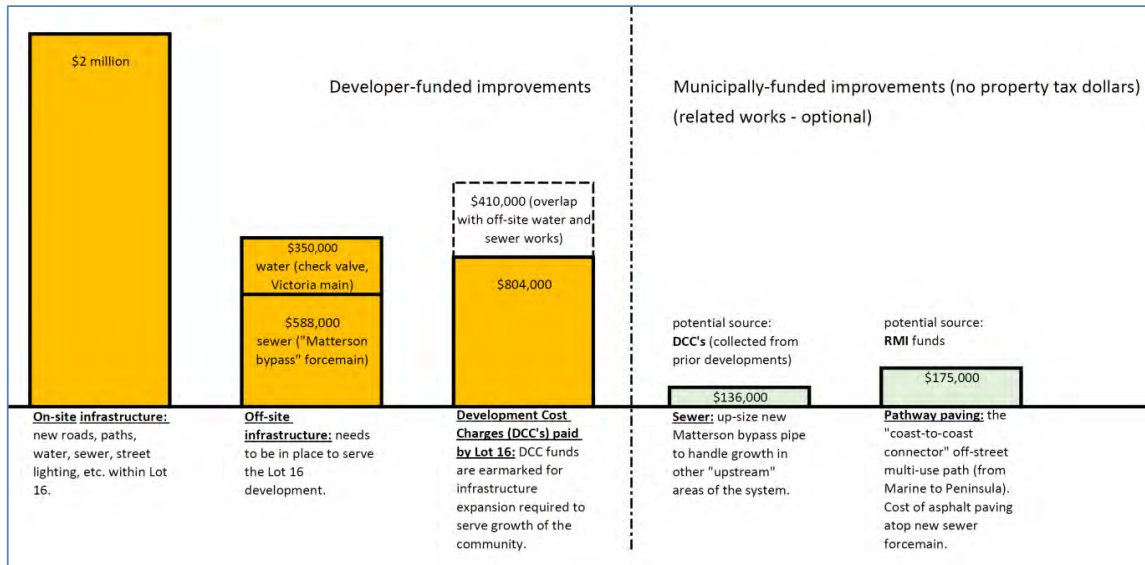 $2 million
Developer-funded improvements
Municipally-funded improvements (no property tax dollars)
(related works - optional)
$410,000 (overlap
with off-site water and
sewer works)
$350,000
water (check valve,
Victoria main)
$588,000
sewer ("Matterson
bypass" forcemain)
$804,000
potential source:
DCC's (collected from
prior developments)
$136,000
potential source:
RMI funds
$175,000
On-site infrastructure:
new roads, paths,
water, sewer, street
lighting, etc. within Lot
16.
Off-site
infrastructure: needs
to be in place to serve
the Lot 16
development.
Development Cost
Charges (DCC's) paid
by Lot 16: DCC funds
are earmarked for
infrastructure
expansion required to
serve growth of the
community.
Sewer: up-size new
Matterson bypass pipe
to handle growth in
other "upstream"
areas of the system.
Pathway paving: the
"coast-to-coast
connector" off-street
multi-use path (from
Marine to Peninsula).
Cost of asphalt paving
atop new sewer
forcemain.